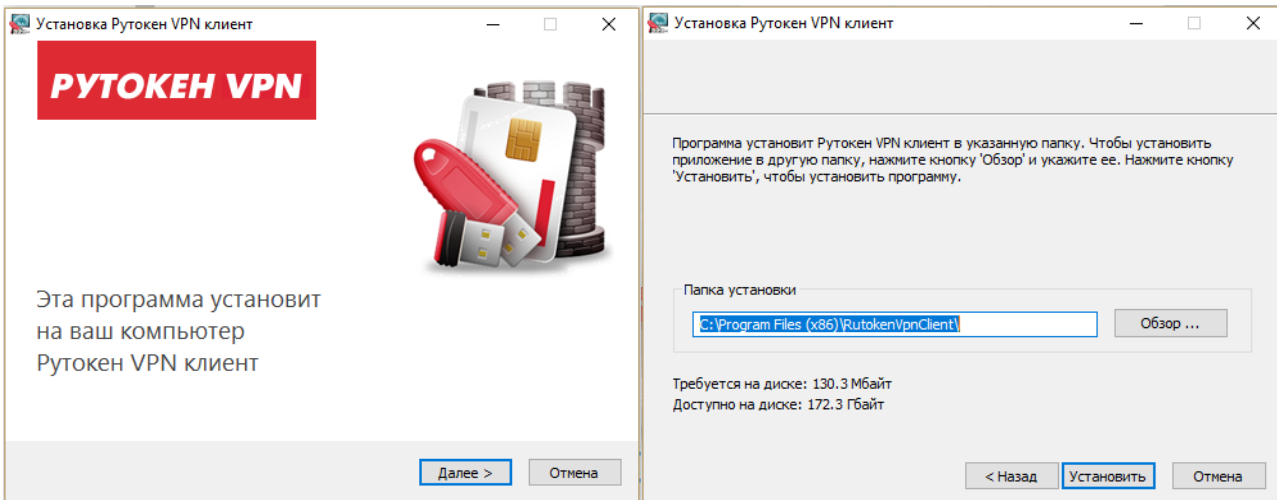 Установка Рутокен VPN клиент
РУТОКЕН VPN
Эта программа установит
на ваш компьютер
Рутокен VPN клиент
Далее >
Отмена
Установка Рутокен VPN клиент
Программа установит Рутокен VPN клиент в указанную папку. Чтобы установить
приложение в другую папку, нажмите кнопку 'Обзор' и укажите ее. Нажмите кнопку
'Установить', чтобы установить программу.
Папка установки
C:\Program Files (x86)\RutokenVpnClient\
Обзор ...
Требуется на диске: 130.3 Мбайт
Доступно на диске: 172.3 Гбайт
< Назад
Установить
Отмена